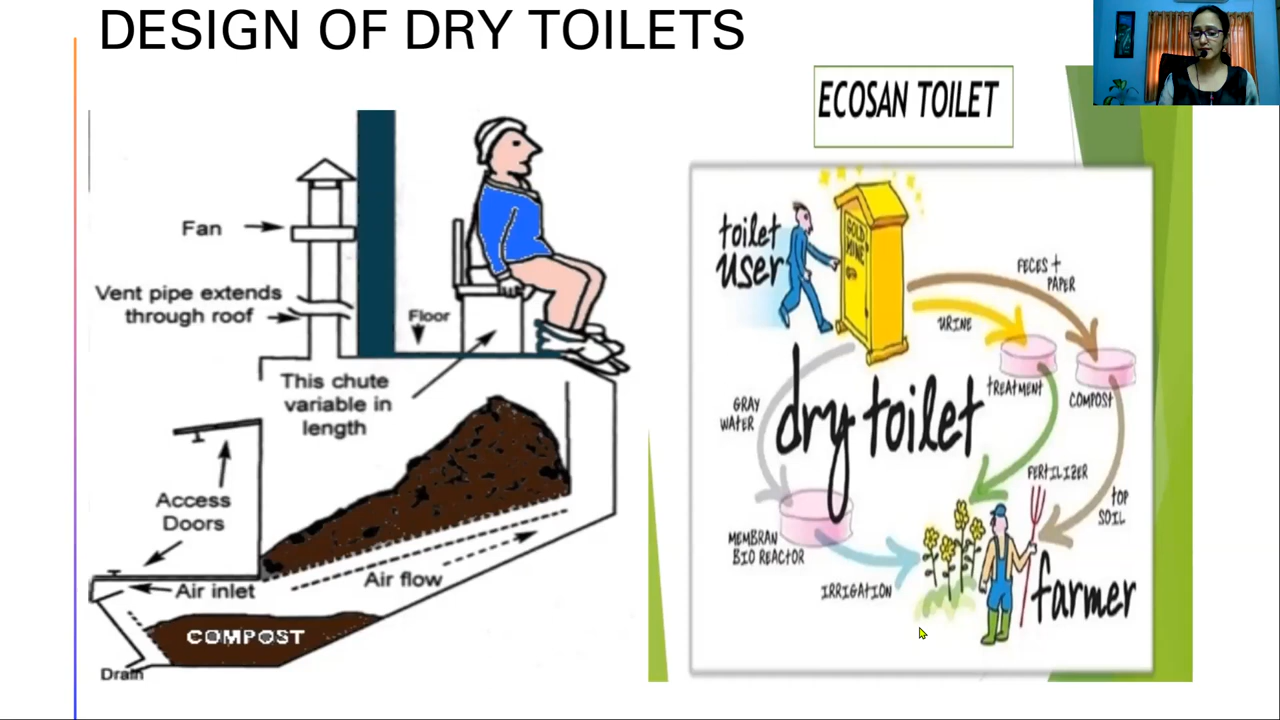 DESIGN OF DRY TOILETS
ECOSAN TOILET
Fan
Vent pipe extends
through roof
Floor
This chute
variable in
length
Access
Doors
Air inlet
Air flow
COMPOST
Drain
toilet
user
GOLD
MINE
FECES +
PAPER
URINE
TREATMENT
COMPOST
GRAY
WATER
dry toilet
FERTILIZER
TOP
SOIL
MEMBRAN
BIO REACTOR
IRRIGATION
farmer